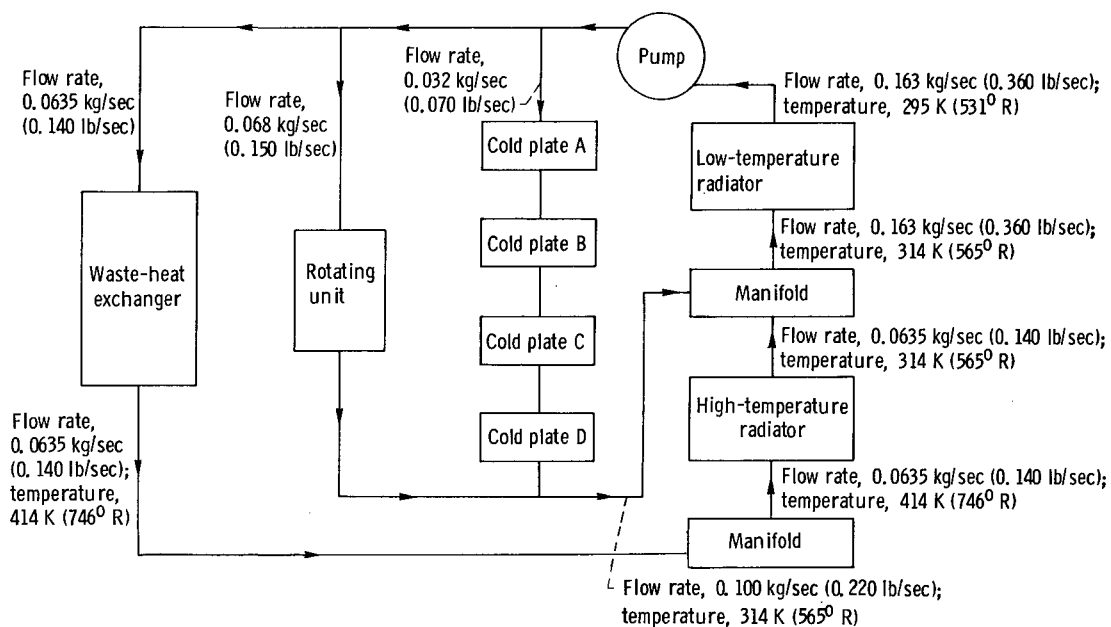 Pump
Flow rate,
0.0635 kg/sec
(0.140 lb/sec)
Flow rate,
0.068 kg/sec
(0.150 lb/sec)
Flow rate,
0.032 kg/sec
(0.070 lb/sec)
Flow rate, 0.163 kg/sec (0.360 lb/sec);
temperature, 295 K (531⁰ R)
Cold plate A
Low-temperature
radiator
Cold plate B
Flow rate, 0.163 kg/sec (0.360 lb/sec);
temperature, 314 K (565⁰ R)
Waste-heat
exchanger
Rotating
unit
Manifold
Cold plate C
Flow rate, 0.0635 kg/sec (0.140 lb/sec);
temperature, 314 K (565⁰ R)
High-temperature
radiator
Cold plate D
Flow rate,
0.0635 kg/sec
(0.140 lb/sec);
temperature,
414 K (746⁰ R)
Flow rate, 0.0635 kg/sec (0.140 lb/sec);
temperature, 414 K (746⁰ R)
Manifold
Flow rate, 0.100 kg/sec (0.220 lb/sec);
temperature, 314 K (565⁰ R)